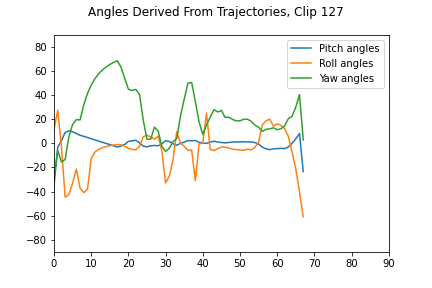 Angles Derived From Trajectories, Clip 127
Pitch angles
Roll angles
Yaw angles
80
60
40
20
0
−20
−40
−60
−80
0 10 20 30 40 50 60 70 80 90